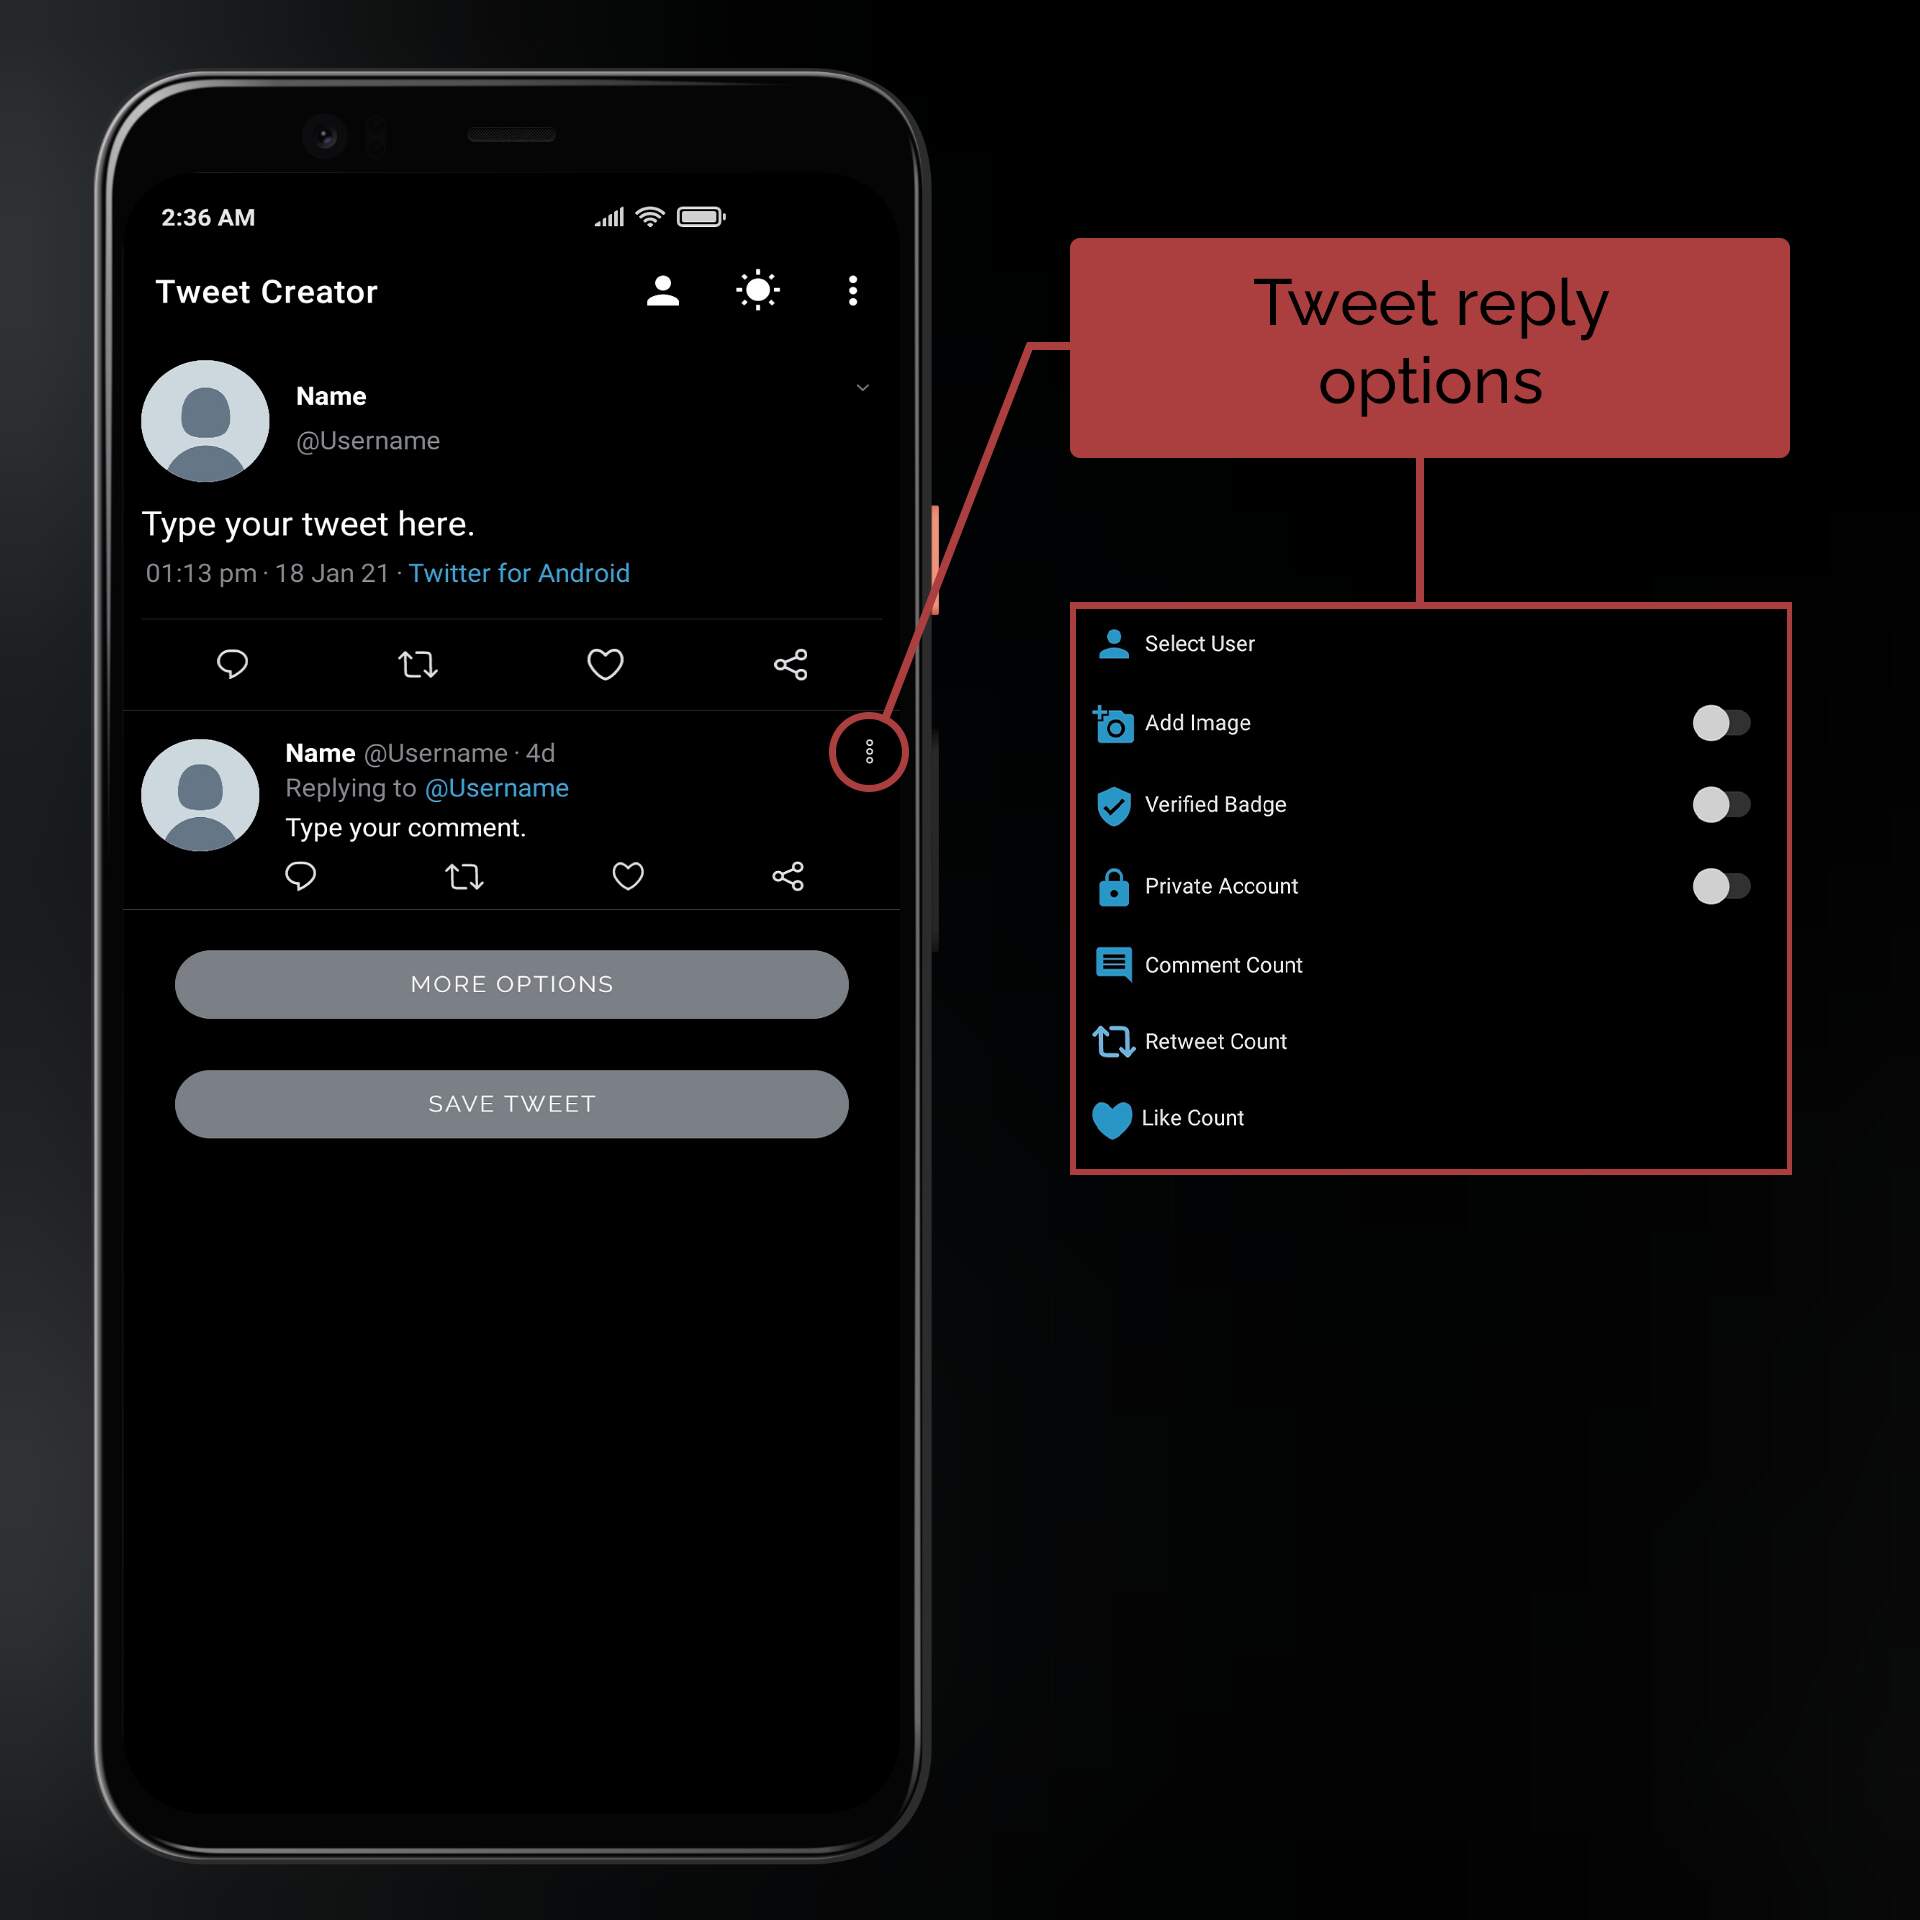 2:36 AM
Tweet Creator
Name
@Username
Type your tweet here.
01:13 pm · 18 Jan 21 · Twitter for Android
Name @Username · 4d
Replying to @Username
Type your comment.
MORE OPTIONS
SAVE TWEET
Tweet reply
options
Select User
Add Image
Verified Badge
Private Account
Comment Count
Retweet Count
Like Count